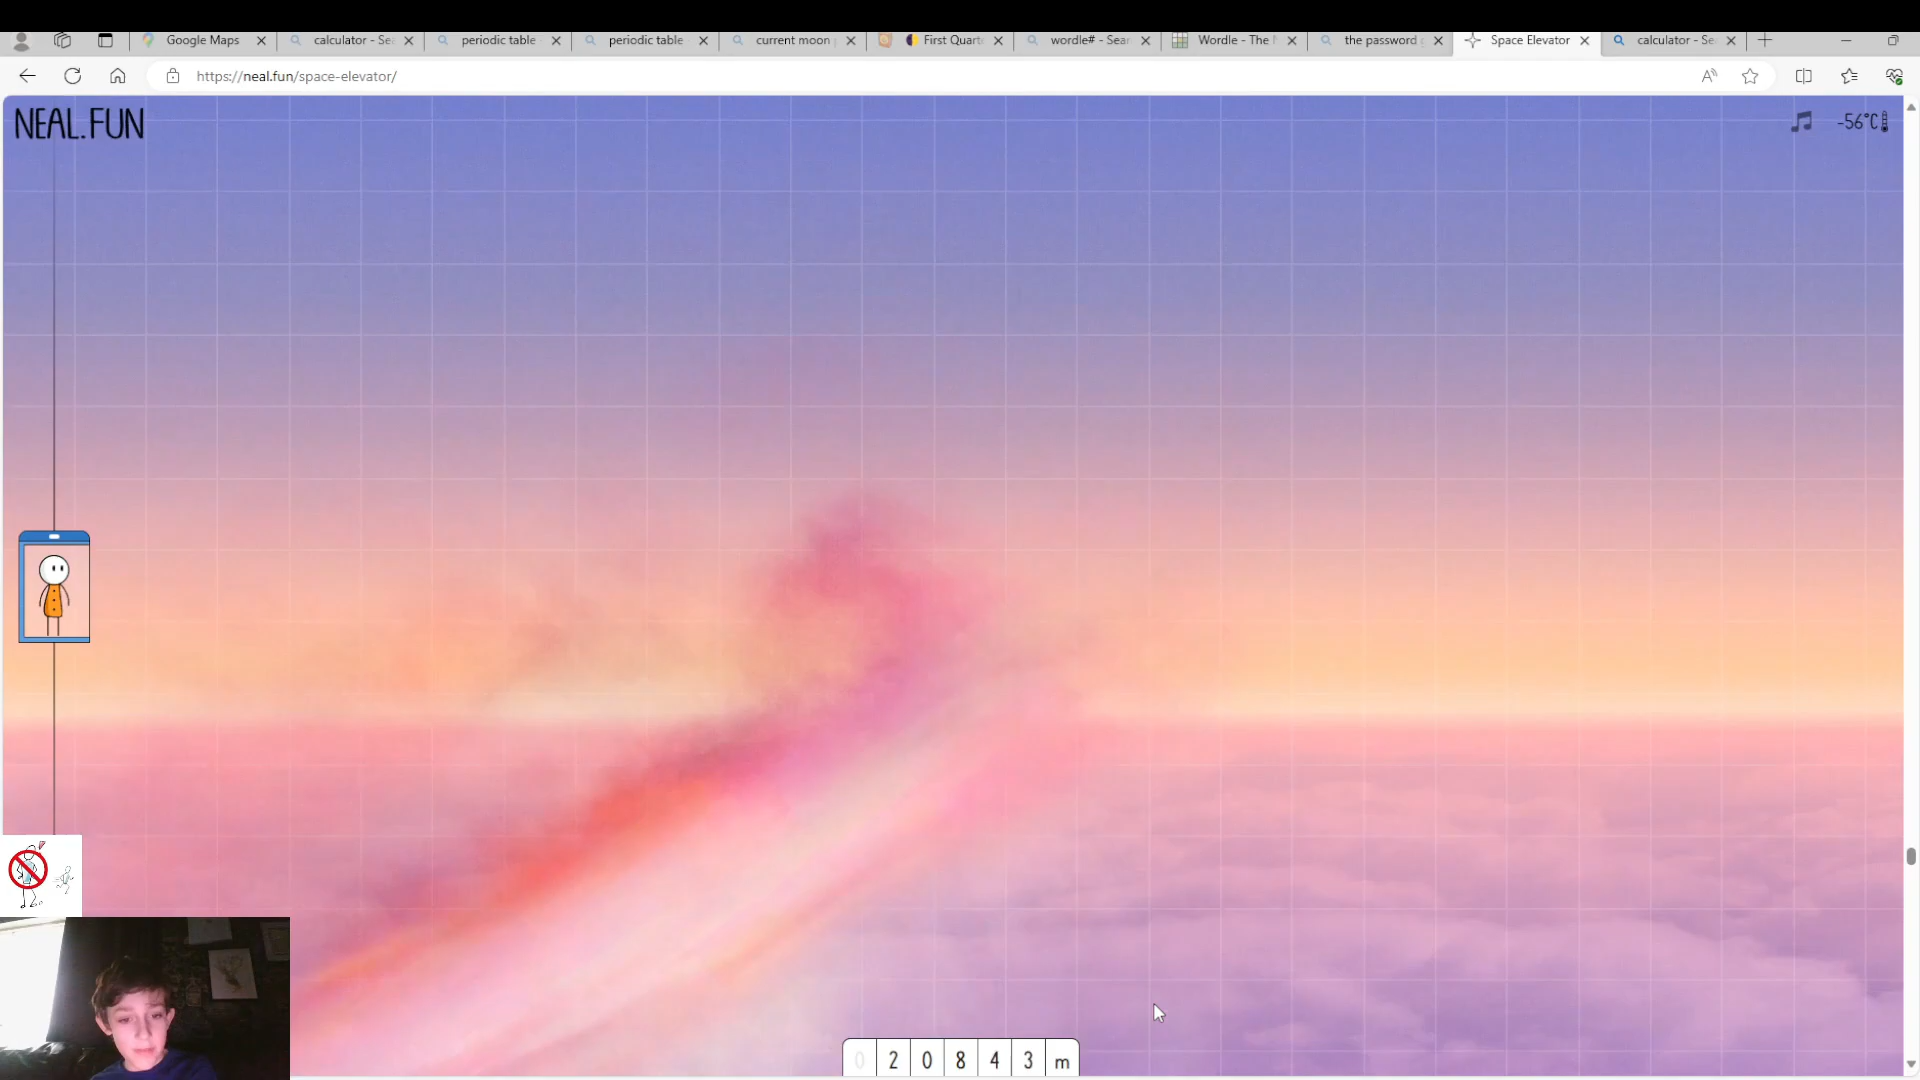 Google Maps
calculator - Se
periodic table
periodic table
current moon
First Quart
wordle# - Sear
Wordle - The
the password
Space Elevator
calculator - Se
https://neal.fun/space-elevator/
NEAL.FUN
-56°C
0 2 0 8 4 3 m